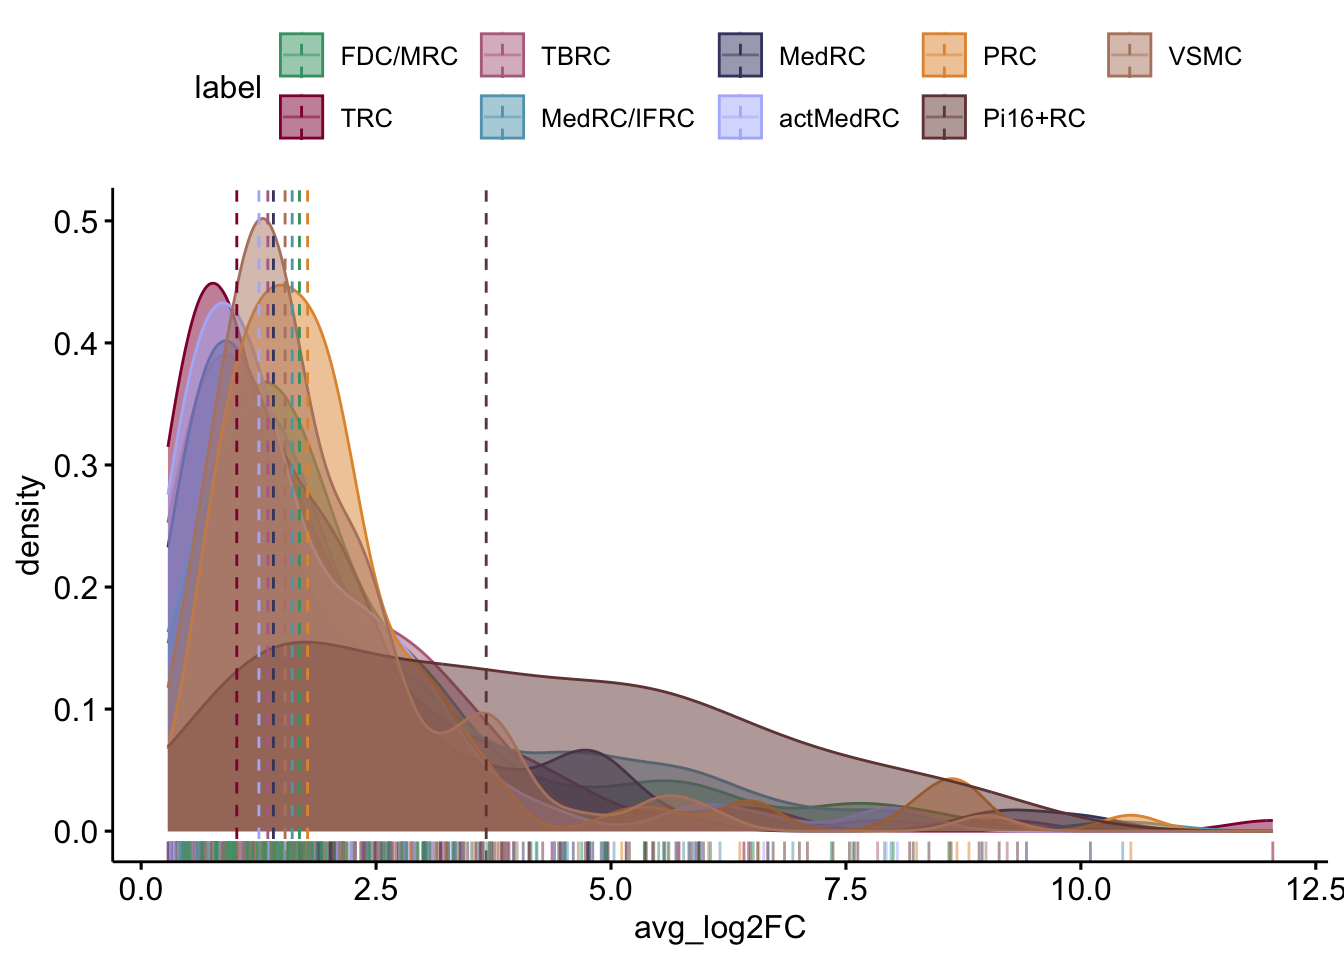 label
FDC/MRC TBRC MedRC PRC VSMC
TRC MedRC/IFRC actMedRC Pi16+RC
0.5
0.4
0.3
0.2
0.1
0.0
density
0.0 2.5 5.0 7.5 10.0 12.5
avg_log2FC